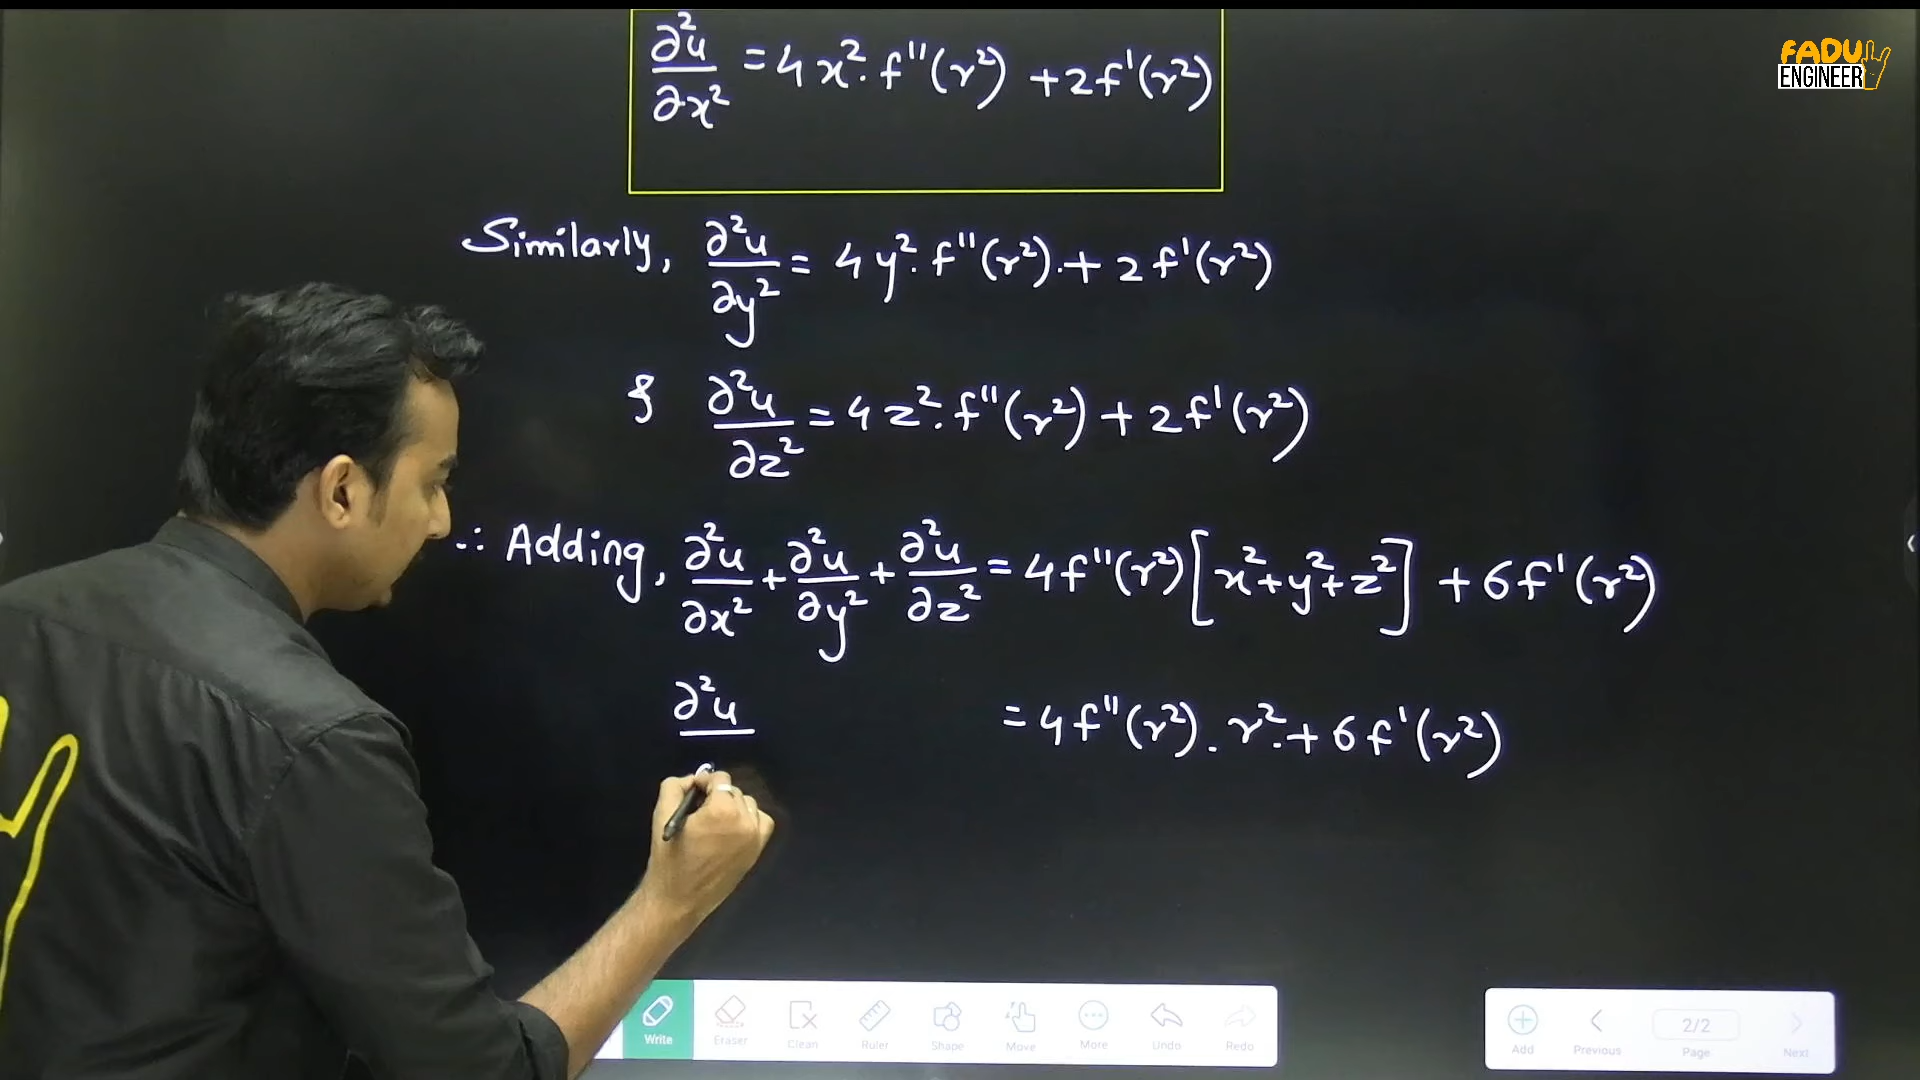 FADU
ENGINEER
∂²u/∂x² = 4x². f''(r²) + 2f'(r²)
Similarly, ∂²u/∂y² = 4y². f''(r²). + 2f'(r²)
& ∂²u/∂z² = 4z². f''(r²) + 2f'(r²)
∴ Adding, ∂²u/∂x² + ∂²u/∂y² + ∂²u/∂z² = 4f''(r²)[x²+y²+z²] + 6f'(r²)
∂²u = 4f''(r²). r². + 6f'(r²)
Write Eraser Clean Ruler Shape Move More Undo Redo
Add Previous 2/2 Page Next